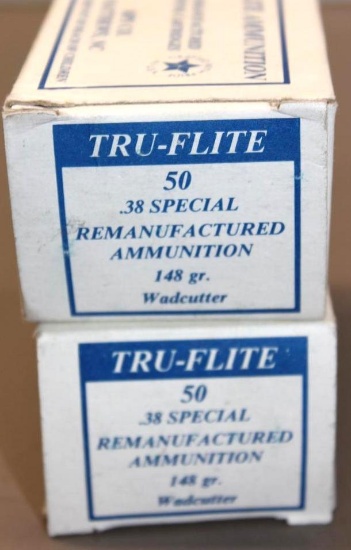 TRU-FLITE
50
.38 SPECIAL
REMANUFACTURED
AMMUNITION
148 gr.
Wadcutter
TRU-FLITE
50
.38 SPECIAL
REMANUFACTURED
AMMUNITION
148 gr.
Wadcutter